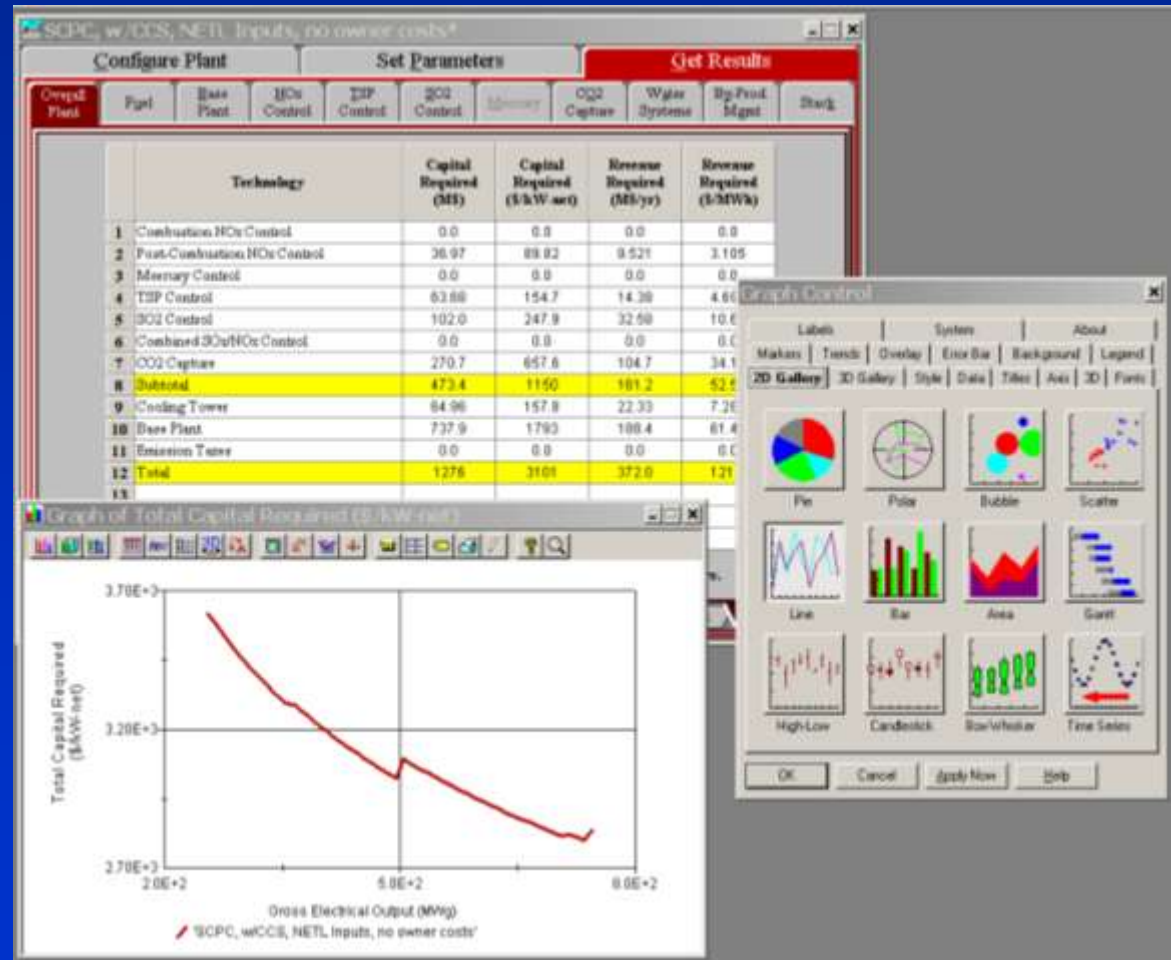 SCPC, w/CCS, NETL Inputs, no owner costs*
Configure Plant Set Parameters Get Results
Overall Plant Fuel Base Plant NOx Control TSP Control SO2 Control Mercury CO2 Capture Water Systems By-Prod. Mgmt Stack
Technology Capital Required (M$) Capital Required ($/kW-net) Revenue Required (M$/yr) Revenue Required ($/MWh)
1 Combustion NOx Control 0.0 0.0 0.0 0.0
2 Post-Combustion NOx Control 36.97 89.82 9.521 3.105
3 Mercury Control 0.0 0.0 0.0 0.0
4 TSP Control 63.68 154.7 14.38
5 SO2 Control 102.0 247.9 32.58
6 Combined SOx/NOx Control 0.0 0.0 0.0
7 CO2 Capture 270.7 657.6 104.7
8 Subtotal 473.4 1150 161.2
9 Cooling Tower 64.96 157.8 22.33
10 Base Plant 737.9 1793 188.4
11 Emission Taxes 0.0 0.0 0.0
12 Total 1276 3101 372.0 121
13
Graph Control
Labels System About
Markers Trends Overlay Error Bar Background Legend
2D Gallery 3D Gallery Style Data Titles Axis 3D Fonts
Pie Polar Bubble Scatter
Line Bar Area Gantt
High-Low Candlestick Box-Whisker Time Series
OK Cancel Apply Now Help
Graph of Total Capital Required ($/kW-net)
3.70E+3
3.20E+3
2.70E+3
Total Capital Required
($/kW-net)
2.0E+2 5.0E+2 8.0E+2
Gross Electrical Output (MWg)
'SCPC, w/CCS, NETL Inputs, no owner costs'